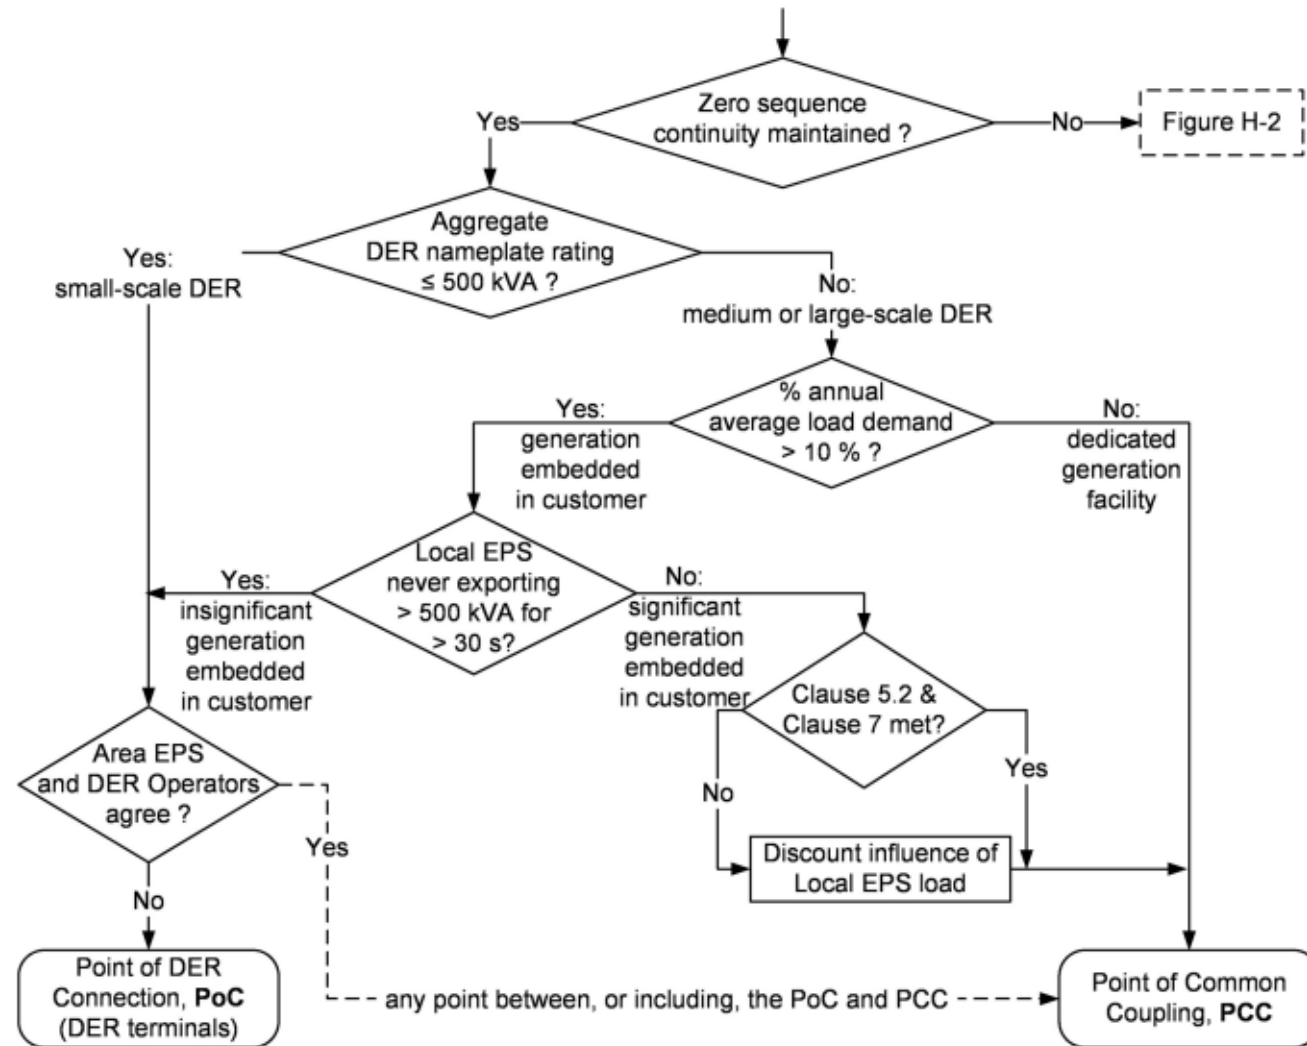 Zero sequence
continuity maintained ?
Yes
No
Figure H-2
Aggregate
DER nameplate rating
≤ 500 kVA ?
Yes:
small-scale DER
No:
medium or large-scale DER
% annual
average load demand
> 10 % ?
Yes:
generation
embedded
in customer
No:
dedicated
generation
facility
Local EPS
never exporting
> 500 kVA for
> 30 s?
Yes:
insignificant
generation
embedded
in customer
No:
significant
generation
embedded
in customer
Clause 5.2 &
Clause 7 met?
No
Yes
Discount influence of
Local EPS load
Area EPS
and DER Operators
agree ?
Yes
No
Point of DER
Connection, PoC
(DER terminals)
any point between, or including, the PoC and PCC
Point of Common
Coupling, PCC